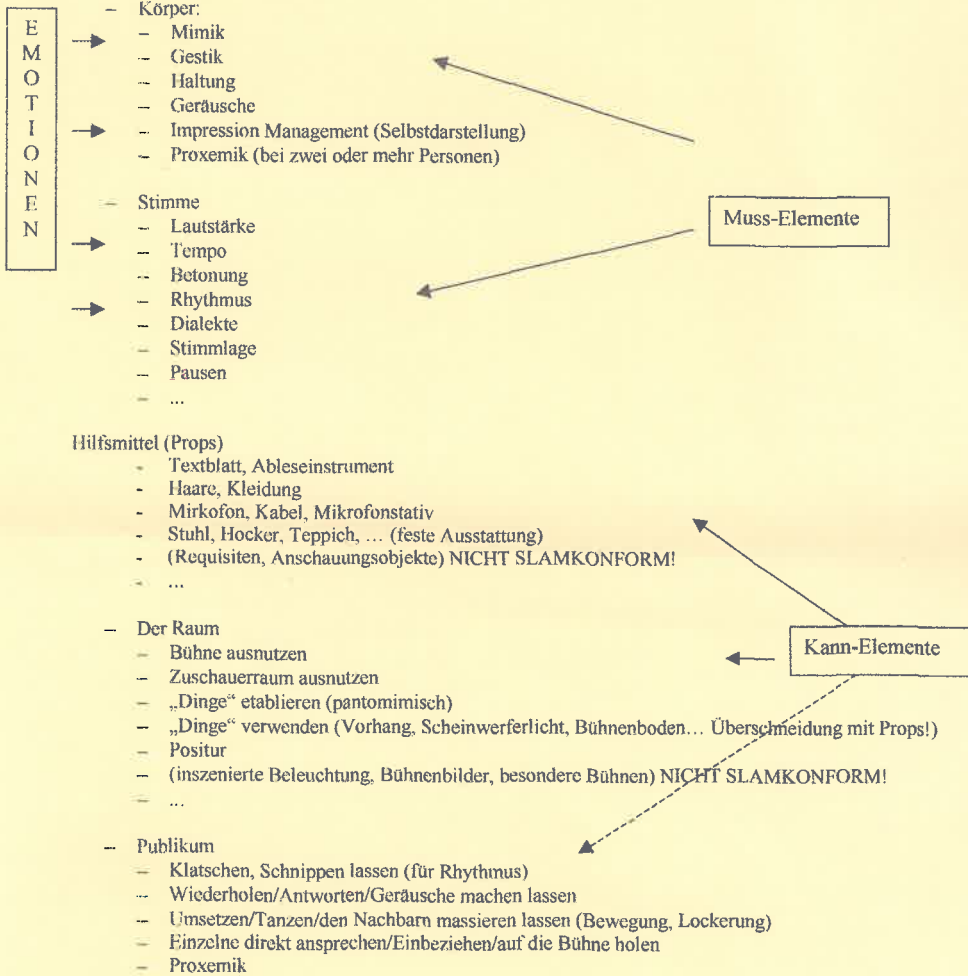 EMOTIONEN
– Körper:
– Mimik
– Gestik
– Haltung
– Geräusche
– Impression Management (Selbstdarstellung)
– Proxemik (bei zwei oder mehr Personen)
– Stimme
– Lautstärke
– Tempo
– Betonung
– Rhythmus
– Dialekte
– Stimmlage
– Pausen
– ...
Muss-Elemente
Hilfsmittel (Props)
- Textblatt, Ableseinstrument
- Haare, Kleidung
- Mirkofon, Kabel, Mikrofonstativ
- Stuhl, Hocker, Teppich, … (feste Ausstattung)
- (Requisiten, Anschauungsobjekte) NICHT SLAMKONFORM!
- ...
– Der Raum
– Bühne ausnutzen
– Zuschauerraum ausnutzen
– „Dinge“ etablieren (pantomimisch)
– „Dinge“ verwenden (Vorhang, Scheinwerferlicht, Bühnenboden… Überschneidung mit Props!)
– Positur
– (inszenierte Beleuchtung, Bühnenbilder, besondere Bühnen) NICHT SLAMKONFORM!
– ...
Kann-Elemente
– Publikum
– Klatschen, Schnippen lassen (für Rhythmus)
– Wiederholen/Antworten/Geräusche machen lassen
– Umsetzen/Tanzen/den Nachbarn massieren lassen (Bewegung, Lockerung)
– Einzelne direkt ansprechen/Einbeziehen/auf die Bühne holen
– Proxemik